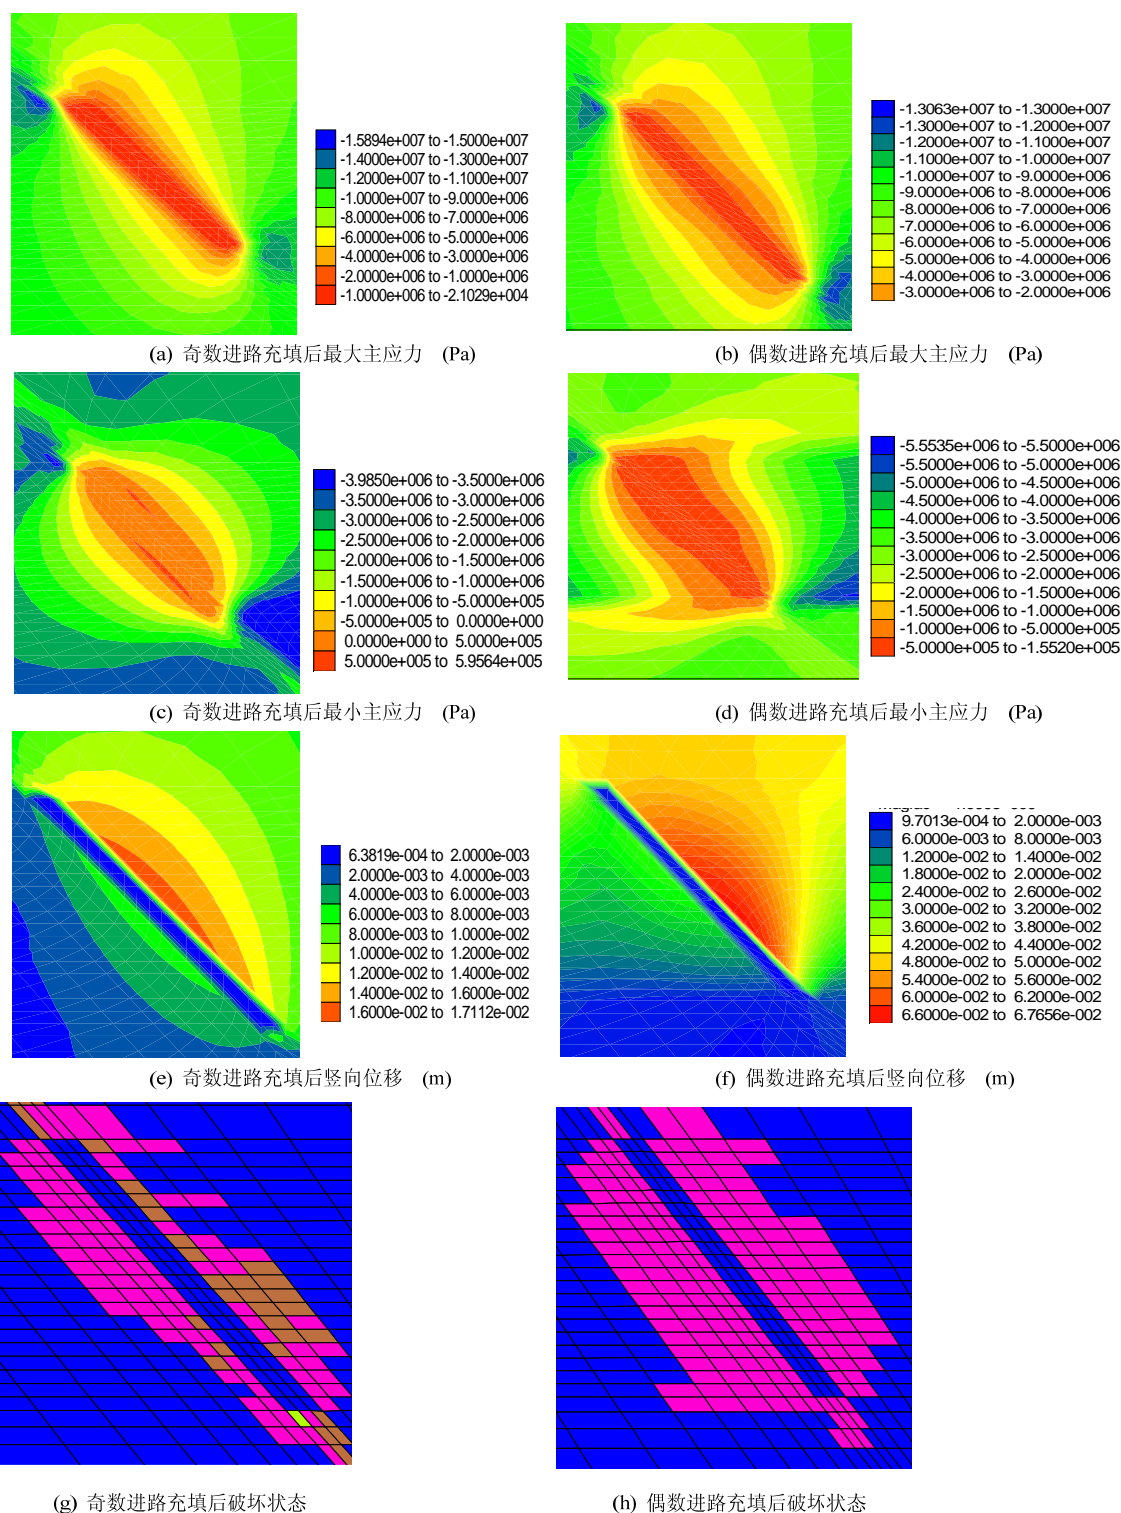 -1.5894e+007 to -1.5000e+007
-1.4000e+007 to -1.3000e+007
-1.2000e+007 to -1.1000e+007
-1.0000e+007 to -9.0000e+006
-8.0000e+006 to -7.0000e+006
-6.0000e+006 to -5.0000e+006
-4.0000e+006 to -3.0000e+006
-2.0000e+006 to -1.0000e+006
-1.0000e+006 to -2.1029e+004
-1.3063e+007 to -1.3000e+007
-1.3000e+007 to -1.2000e+007
-1.2000e+007 to -1.1000e+007
-1.1000e+007 to -1.0000e+007
-1.0000e+007 to -9.0000e+006
-9.0000e+006 to -8.0000e+006
-8.0000e+006 to -7.0000e+006
-7.0000e+006 to -6.0000e+006
-6.0000e+006 to -5.0000e+006
-5.0000e+006 to -4.0000e+006
-4.0000e+006 to -3.0000e+006
-3.0000e+006 to -2.0000e+006
(a) 奇数进路充填后最大主应力 (Pa)
(b) 偶数进路充填后最大主应力 (Pa)
-3.9850e+006 to -3.5000e+006
-3.5000e+006 to -3.0000e+006
-3.0000e+006 to -2.5000e+006
-2.5000e+006 to -2.0000e+006
-2.0000e+006 to -1.5000e+006
-1.5000e+006 to -1.0000e+006
-1.0000e+006 to -5.0000e+005
-5.0000e+005 to 0.0000e+000
0.0000e+000 to 5.0000e+005
5.0000e+005 to 5.9564e+005
-5.5535e+006 to -5.5000e+006
-5.5000e+006 to -5.0000e+006
-5.0000e+006 to -4.5000e+006
-4.5000e+006 to -4.0000e+006
-4.0000e+006 to -3.5000e+006
-3.5000e+006 to -3.0000e+006
-3.0000e+006 to -2.5000e+006
-2.5000e+006 to -2.0000e+006
-2.0000e+006 to -1.5000e+006
-1.5000e+006 to -1.0000e+006
-1.0000e+006 to -5.0000e+005
-5.0000e+005 to -1.5520e+005
(c) 奇数进路充填后最小主应力 (Pa)
(d) 偶数进路充填后最小主应力 (Pa)
6.3819e-004 to 2.0000e-003
2.0000e-003 to 4.0000e-003
4.0000e-003 to 6.0000e-003
6.0000e-003 to 8.0000e-003
8.0000e-003 to 1.0000e-002
1.0000e-002 to 1.2000e-002
1.2000e-002 to 1.4000e-002
1.4000e-002 to 1.6000e-002
1.6000e-002 to 1.7112e-002
9.7013e-004 to 2.0000e-003
6.0000e-003 to 8.0000e-003
1.2000e-002 to 1.4000e-002
1.8000e-002 to 2.0000e-002
2.4000e-002 to 2.6000e-002
3.0000e-002 to 3.2000e-002
3.6000e-002 to 3.8000e-002
4.2000e-002 to 4.4000e-002
4.8000e-002 to 5.0000e-002
5.4000e-002 to 5.6000e-002
6.0000e-002 to 6.2000e-002
6.6000e-002 to 6.7656e-002
(e) 奇数进路充填后竖向位移 (m)
(f) 偶数进路充填后竖向位移 (m)
(g) 奇数进路充填后破坏状态
(h) 偶数进路充填后破坏状态